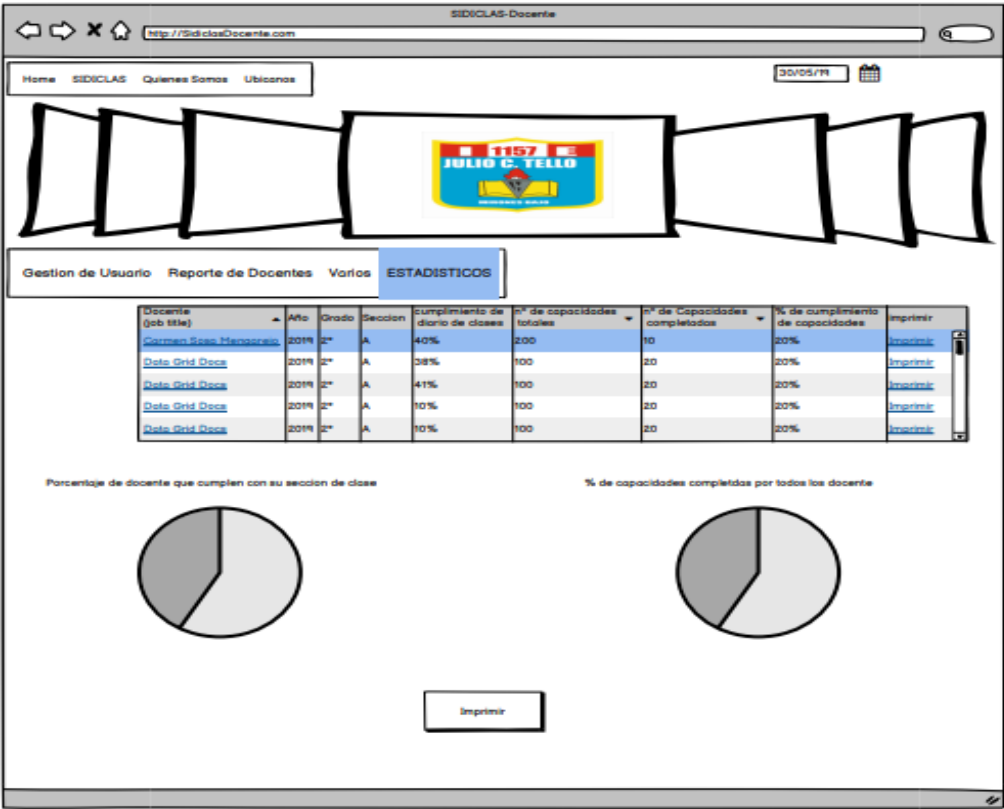 SIDICLAS-Docente
http://SidiclasDocente.com
Home SIDICLAS Quienes Somos Ubicanos
30/05/19
1157
JULIO C. TELLO
MIRONES BAJO
Gestion de Usuario Reporte de Docentes Varios ESTADISTICOS
Docente (job title) Año Grado Seccion cumplimiento de diario de clases n° de capacidades totales n° de Capacidades completadas % de cumplimiento de capacidades imprimir
Carmen Sosa 2019 2° A 40% 200 10 20% Imprimir
Data Grid Docs 2019 2° A 38% 100 20 20% Imprimir
Data Grid Docs 2019 2° A 41% 100 20 20% Imprimir
Data Grid Docs 2019 2° A 10% 100 20 20% Imprimir
Data Grid Docs 2019 2° A 10% 100 20 20% Imprimir
Porcentaje de docente que cumplen con su seccion de clase
% de capacidades completdas por todos los docente
Imprimir